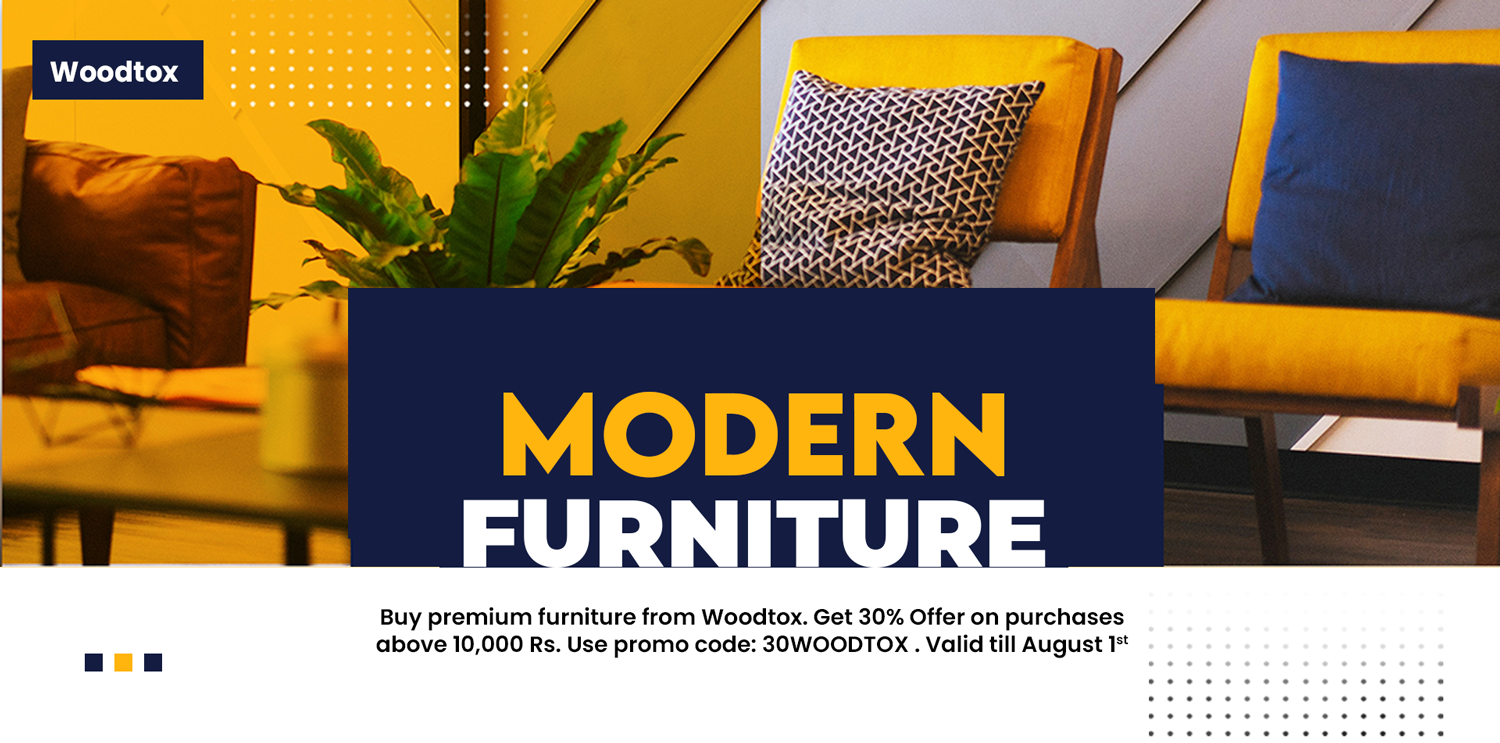 Woodtox
MODERN
FURNITURE
Buy premium furniture from Woodtox. Get 30% Offer on purchases
above 10,000 Rs. Use promo code: 30WOODTOX . Valid till August 1st